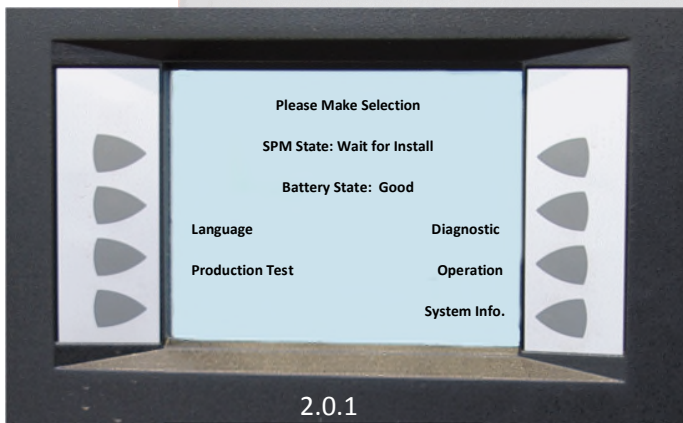 Please Make Selection
SPM State: Wait for Install
Battery State:  Good
Language Diagnostic
Production Test Operation
System Info.
2.0.1